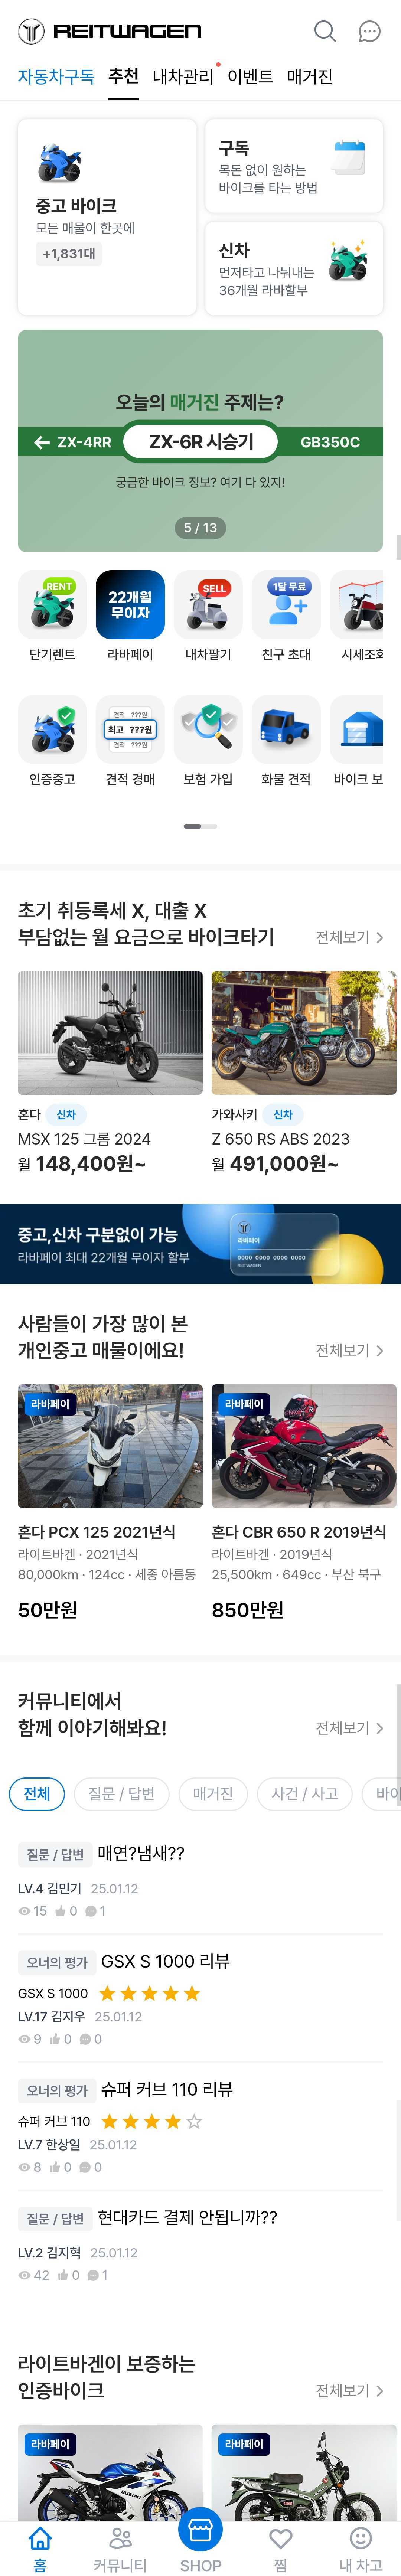 REITWAGEN
자동차구독 추천 내차관리 이벤트 매거진
중고 바이크
모든 매물이 한곳에
+1,831대
구독
목돈 없이 원하는
바이크를 타는 방법
신차
먼저타고 나눠내는
36개월 라바할부
오늘의 매거진 주제는?
← ZX-4RR ZX-6R 시승기 GB350C
궁금한 바이크 정보? 여기 다 있지!
5 / 13
RENT
22개월
무이자
SELL
1달 무료
단기렌트 라바페이 내차팔기 친구 초대 시세조회
견적 ???원
최고 ???원
견적 ???원
인증중고 견적 경매 보험 가입 화물 견적 바이크 보
초기 취등록세 X, 대출 X
부담없는 월 요금으로 바이크타기 전체보기 >
혼다 신차
MSX 125 그롬 2024
월 148,400원~
가와사키 신차
Z 650 RS ABS 2023
월 491,000원~
중고,신차 구분없이 가능
라바페이 최대 22개월 무이자 할부
라바페이
0000 0000 0000 0000
REITWAGEN
사람들이 가장 많이 본
개인중고 매물이에요! 전체보기 >
라바페이
혼다 PCX 125 2021년식
라이트바겐 · 2021년식
80,000km · 124cc · 세종 아름동
50만원
라바페이
혼다 CBR 650 R 2019년식
라이트바겐 · 2019년식
25,500km · 649cc · 부산 북구
850만원
커뮤니티에서
함께 이야기해봐요! 전체보기 >
전체 질문 / 답변 매거진 사건 / 사고 바이
질문 / 답변 매연?냄새??
LV.4 김민기 25.01.12
15 0 1
오너의 평가 GSX S 1000 리뷰
GSX S 1000 ★★★★★
LV.17 김지우 25.01.12
9 0 0
오너의 평가 슈퍼 커브 110 리뷰
슈퍼 커브 110 ★★★★☆
LV.7 한상일 25.01.12
8 0 0
질문 / 답변 현대카드 결제 안됩니까??
LV.2 김지혁 25.01.12
42 0 1
라이트바겐이 보증하는
인증바이크 전체보기 >
라바페이 라바페이
SUZUKI
홈 커뮤니티 SHOP 찜 내 차고